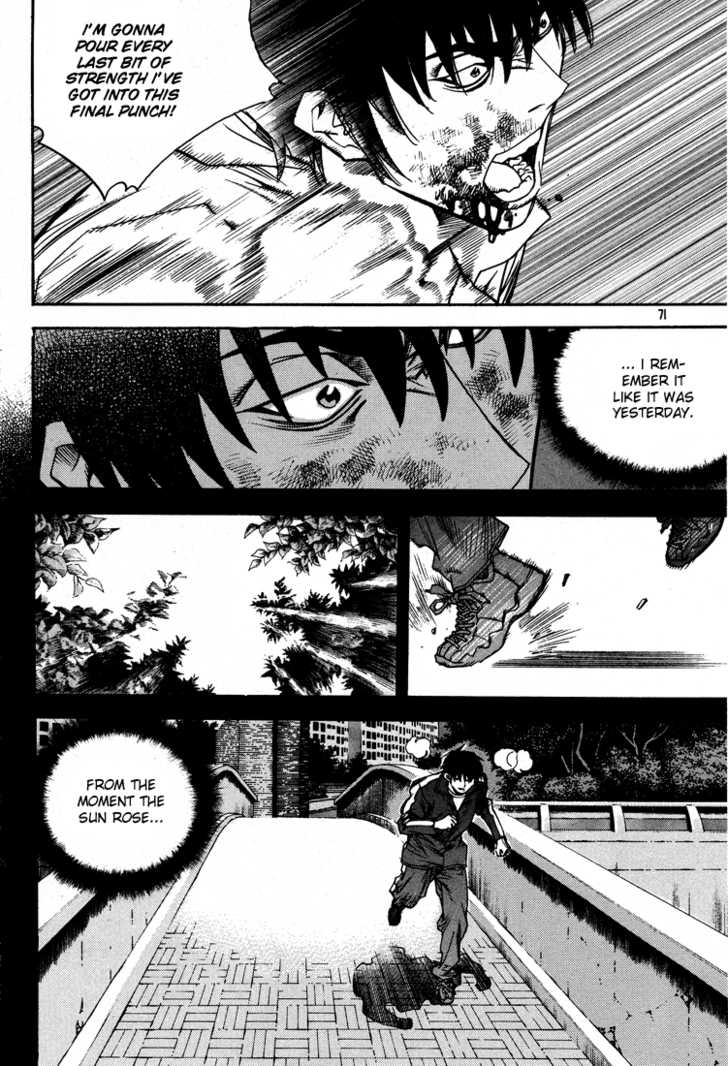 I'M GONNA
POUR EVERY
LAST BIT OF
STRENGTH I'VE
GOT INTO THIS
FINAL PUNCH!
71
... I REM-
EMBER IT
LIKE IT WAS
YESTERDAY.
FROM THE
MOMENT THE
SUN ROSE...